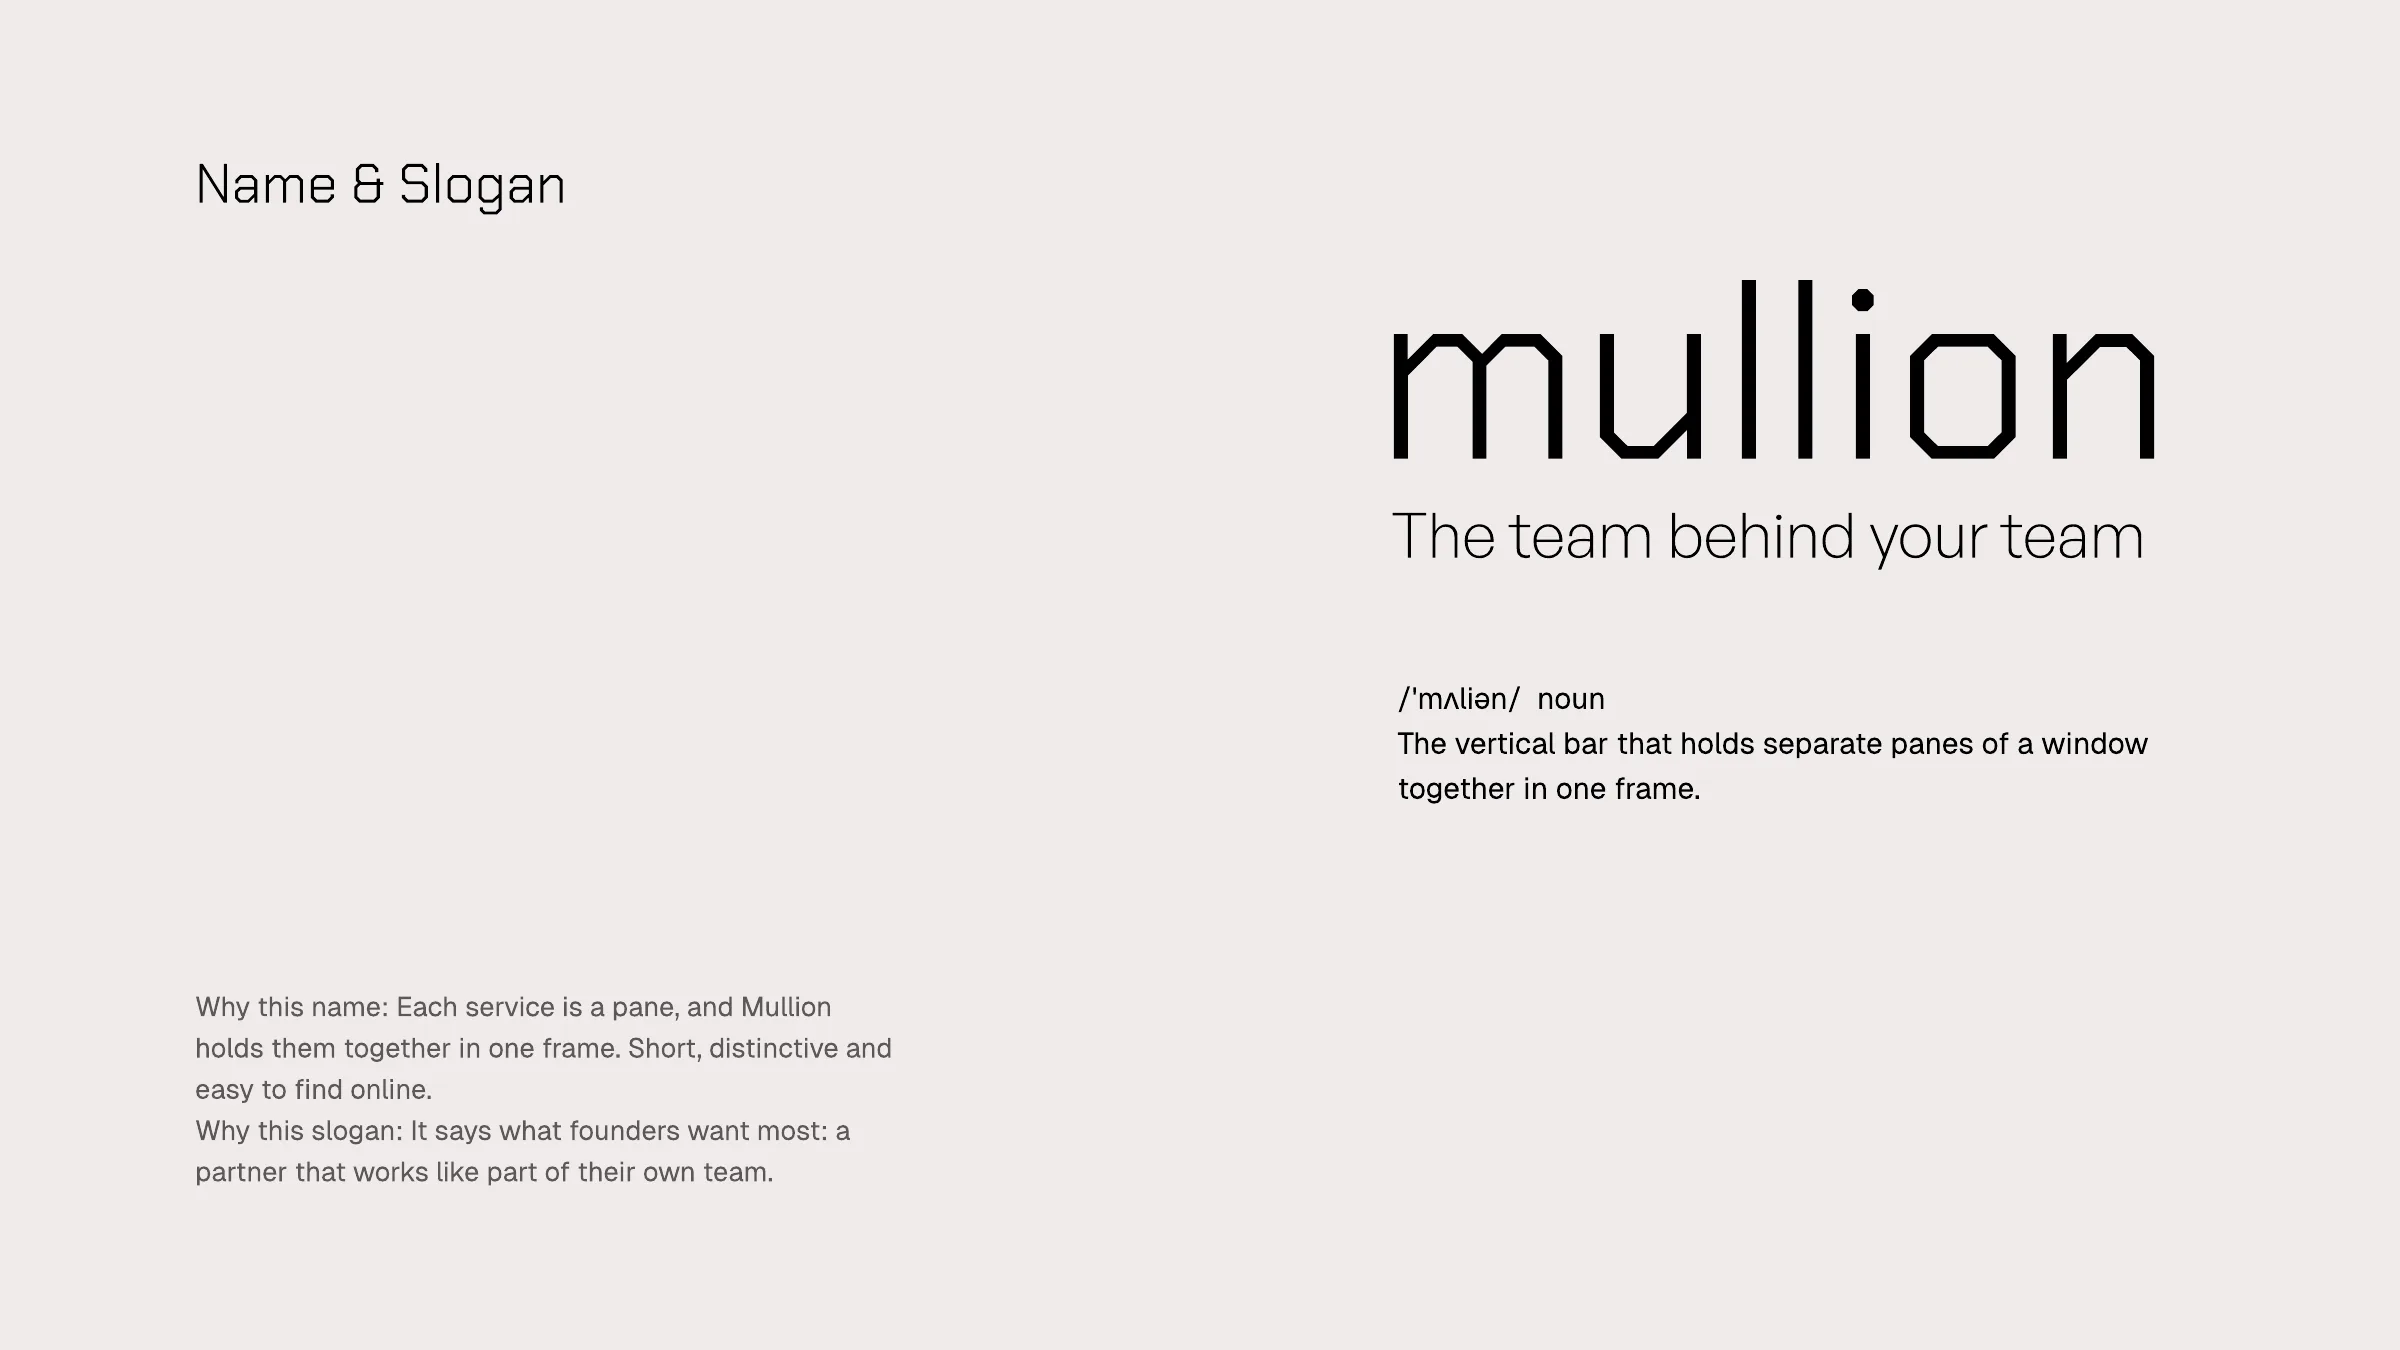 Name & Slogan
mullion
The team behind your team
/'mʌliən/ noun
The vertical bar that holds separate panes of a window
together in one frame.
Why this name: Each service is a pane, and Mullion
holds them together in one frame. Short, distinctive and
easy to find online.
Why this slogan: It says what founders want most: a
partner that works like part of their own team.